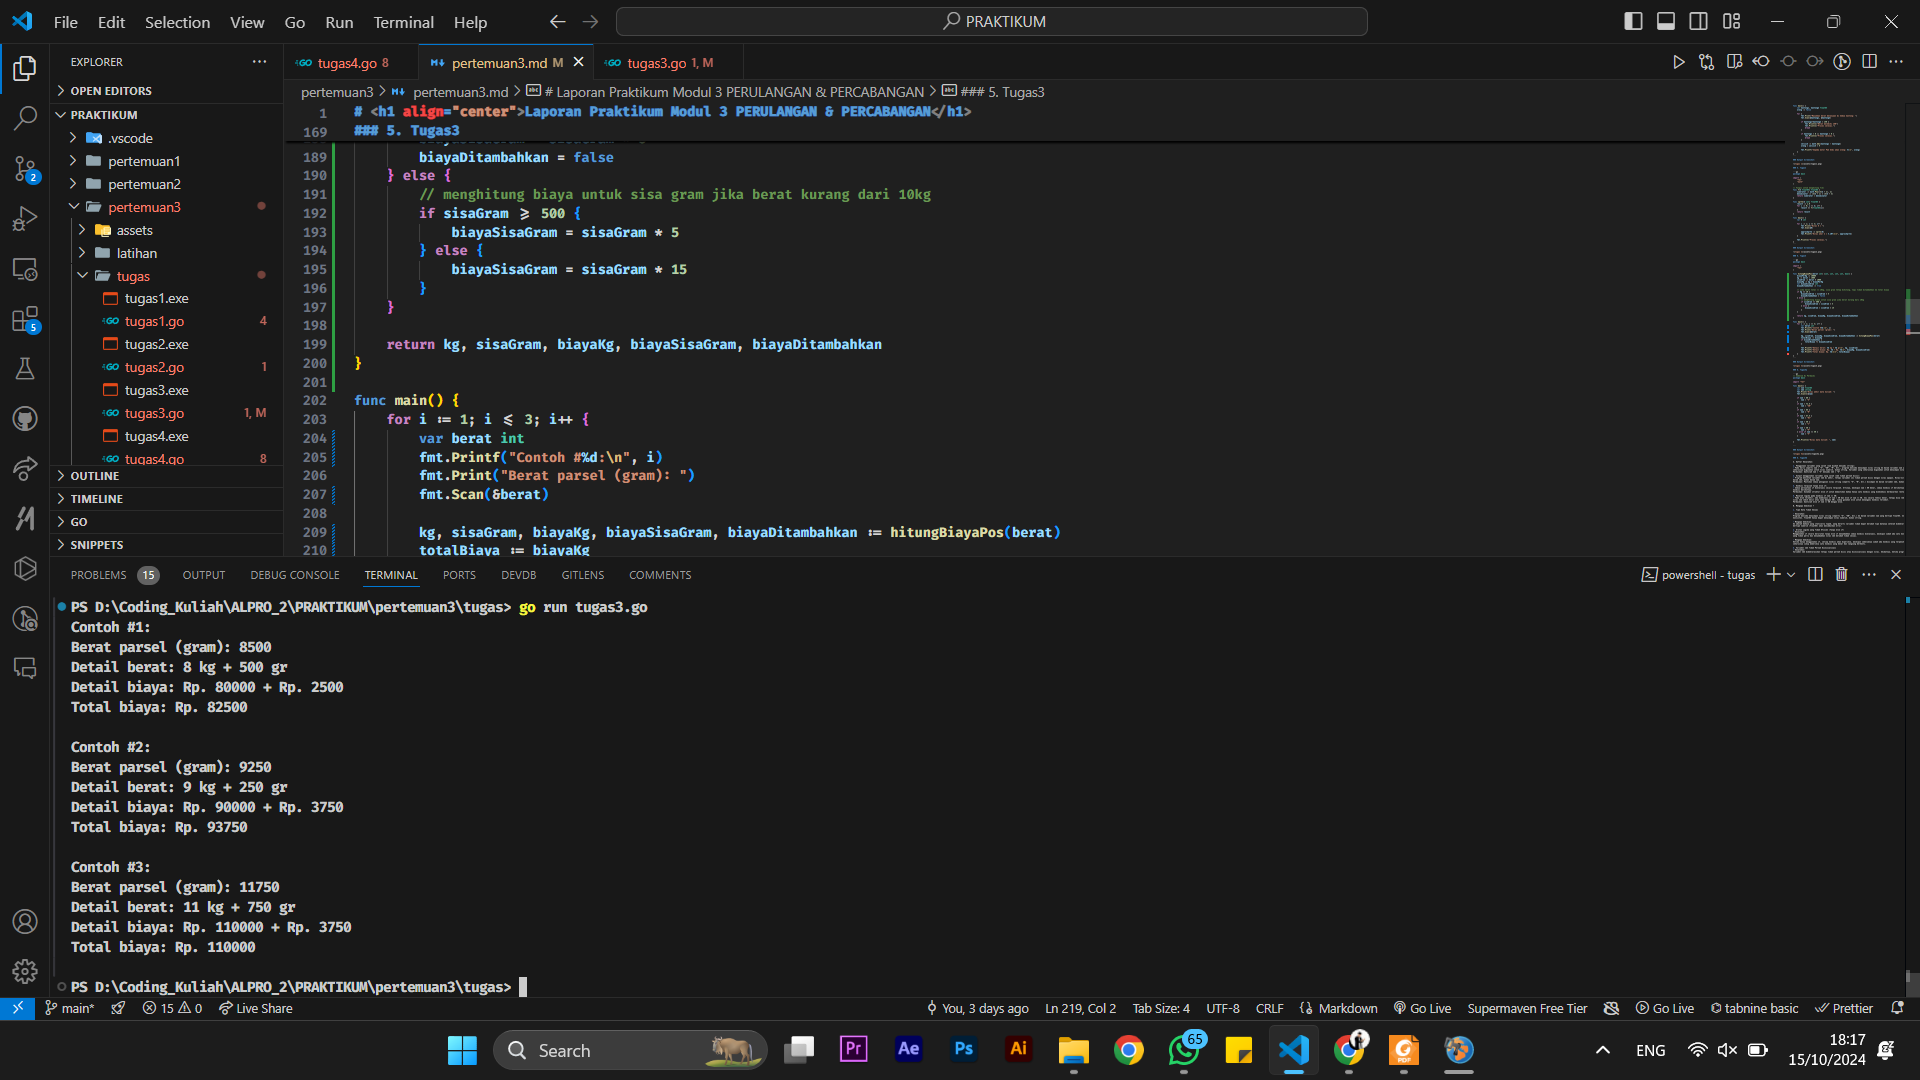 File Edit Selection View Go Run Terminal Help
PRAKTIKUM
EXPLORER
OPEN EDITORS
PRAKTIKUM
.vscode
pertemuan1
pertemuan2
pertemuan3
assets
latihan
tugas
tugas1.exe
tugas1.go 4
tugas2.exe
tugas2.go 1
tugas3.exe
tugas3.go 1, M
tugas4.exe
tugas4.go 8
OUTLINE
TIMELINE
GO
SNIPPETS
2
5
tugas4.go 8
pertemuan3.md M
tugas3.go 1, M
pertemuan3 > pertemuan3.md > # Laporan Praktikum Modul 3 PERULANGAN & PERCABANGAN > ### 5. Tugas3
1 # <h1 align="center">Laporan Praktikum Modul 3 PERULANGAN & PERCABANGAN</h1>
169 ### 5. Tugas3
189 biayaDitambahkan = false
190 } else {
191 // menghitung biaya untuk sisa gram jika berat kurang dari 10kg
192 if sisaGram >= 500 {
193 biayaSisaGram = sisaGram * 5
194 } else {
195 biayaSisaGram = sisaGram * 15
196 }
197 }
198
199 return kg, sisaGram, biayaKg, biayaSisaGram, biayaDitambahkan
200 }
201
202 func main() {
203 for i := 1; i <= 3; i++ {
204 var berat int
205 fmt.Printf("Contoh #%d:\n", i)
206 fmt.Print("Berat parsel (gram): ")
207 fmt.Scan(&berat)
208
209 kg, sisaGram, biayaKg, biayaSisaGram, biayaDitambahkan := hitungBiayaPos(berat)
210 totalBiaya := biayaKg
PROBLEMS 15 OUTPUT DEBUG CONSOLE TERMINAL PORTS DEVDB GITLENS COMMENTS
powershell - tugas
PS D:\Coding_Kuliah\ALPRO_2\PRAKTIKUM\pertemuan3\tugas> go run tugas3.go
Contoh #1:
Berat parsel (gram): 8500
Detail berat: 8 kg + 500 gr
Detail biaya: Rp. 80000 + Rp. 2500
Total biaya: Rp. 82500
Contoh #2:
Berat parsel (gram): 9250
Detail berat: 9 kg + 250 gr
Detail biaya: Rp. 90000 + Rp. 3750
Total biaya: Rp. 93750
Contoh #3:
Berat parsel (gram): 11750
Detail berat: 11 kg + 750 gr
Detail biaya: Rp. 110000 + Rp. 3750
Total biaya: Rp. 110000
PS D:\Coding_Kuliah\ALPRO_2\PRAKTIKUM\pertemuan3\tugas>
main* 15 0 Live Share You, 3 days ago Ln 219, Col 2 Tab Size: 4 UTF-8 CRLF Markdown Go Live Supermaven Free Tier Go Live tabnine basic Prettier
Search Pr Ae Ps Ai 65 PDF ENG 18:17
15/10/2024